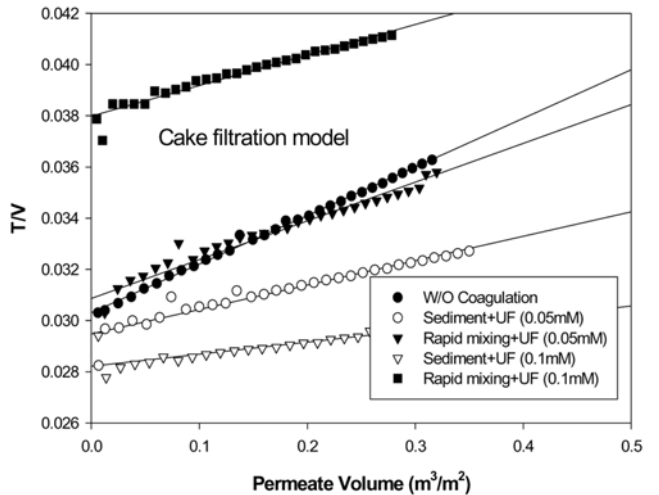 0.042
0.040
0.038
0.036
0.034
0.032
0.030
0.028
0.026
T/V
Cake filtration model
W/O Coagulation
Sediment+UF (0.05mM)
Rapid mixing+UF (0.05mM)
Sediment+UF (0.1mM)
Rapid mixing+UF (0.1mM)
0.0 0.1 0.2 0.3 0.4 0.5
Permeate Volume (m³/m²)